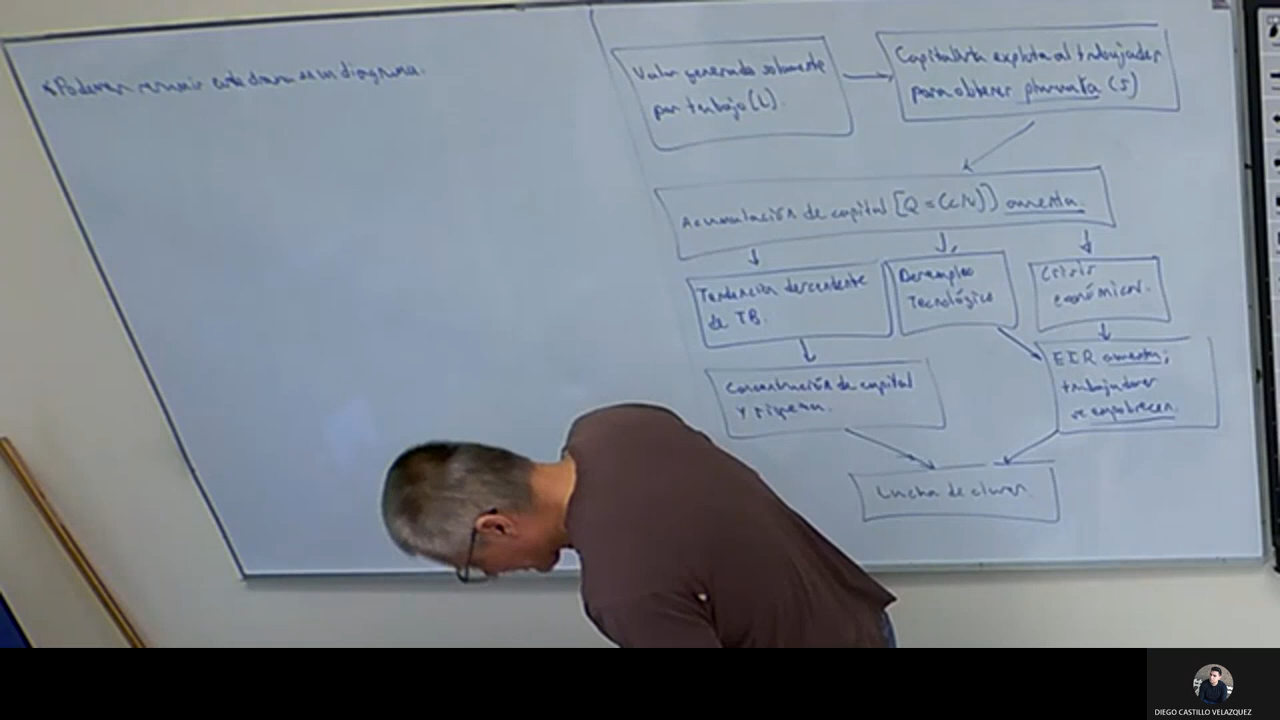 * Podemos resumir este drama en un diagrama.
Valor generado solamente
por trabajo (L).
Capitalista explota al trabajador
para obtener plusvalía (S)
Acumulación de capital [Q = (c/v)] aumenta.
Tendencia descendente
de TB.
Desempleo
Tecnológico
Crisis
económicas.
Concentración de capital
y riqueza.
EIR aumenta;
trabajadores
se empobrecen.
Lucha de clases.
DIEGO CASTILLO VELAZQUEZ